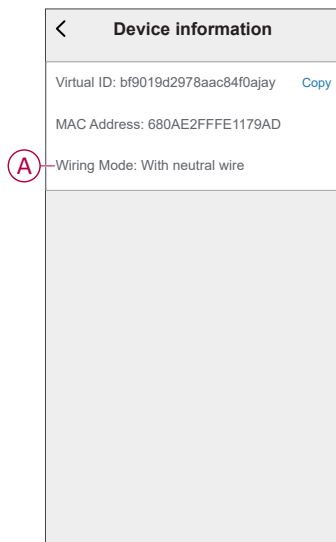 Device information
Virtual ID: bf9019d2978aac84f0ajay Copy
MAC Address: 680AE2FFFE1179AD
A
Wiring Mode: With neutral wire